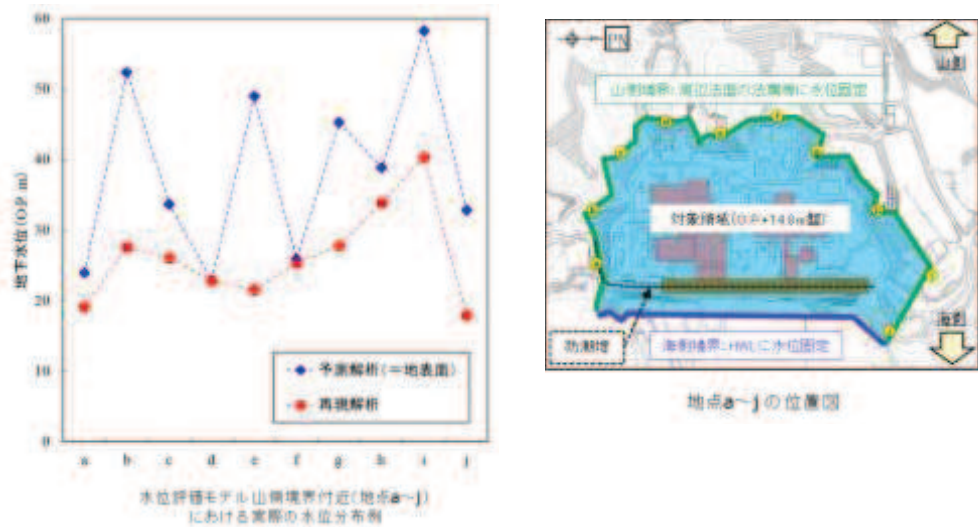 60
50
40
30
20
10
0
地下水位(O.P. m)
予測解析(=地表面)
再現解析
a b c d e f g h i j
水位評価モデル山側境界付近(地点a~j)
における実際の水位分布例
PN
山側
山側境界:周辺法面の法肩等に水位固定
対象領域(O.P.+14.8m盤)
防潮堤
海側境界:HWLに水位固定
海側
地点a~jの位置図